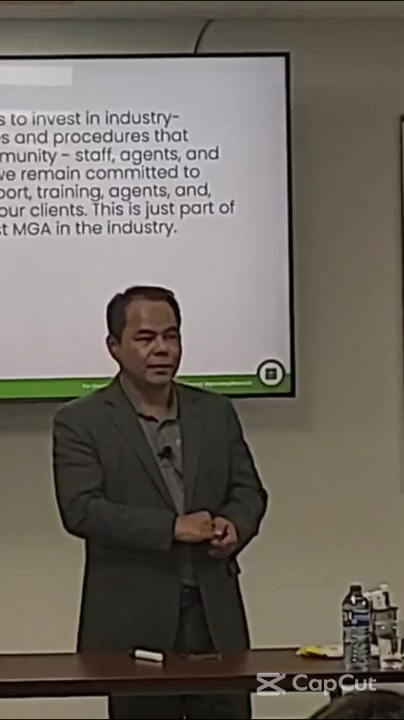 s to invest in industry-
s and procedures that
munity - staff, agents, and
we remain committed to
port, training, agents, and,
our clients. This is just part of
st MGA in the industry.
CapCut